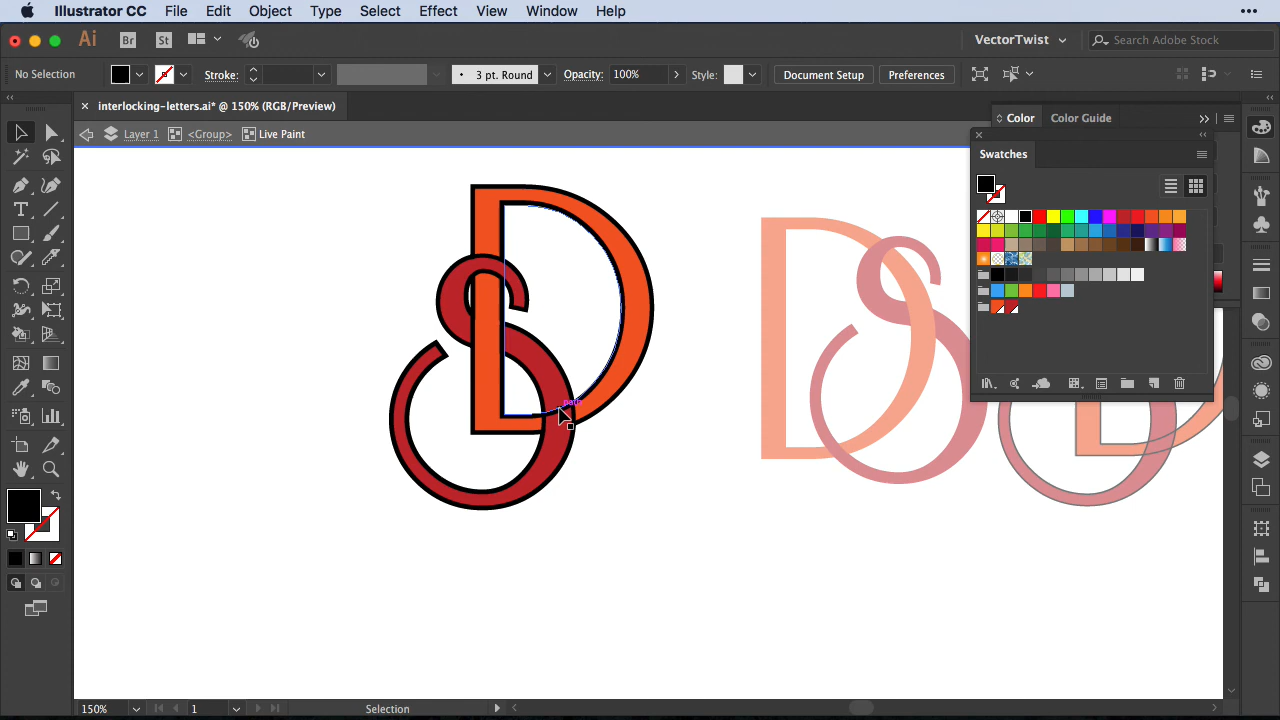 Illustrator CC File Edit Object Type Select Effect View Window Help
Ai Br St VectorTwist Search Adobe Stock
No Selection Stroke: 3 pt. Round Opacity: 100% Style: Document Setup Preferences
× interlocking-letters.ai* @ 150% (RGB/Preview)
Layer 1 <Group> Live Paint
Color Color Guide
Swatches
path
150% 1 Selection